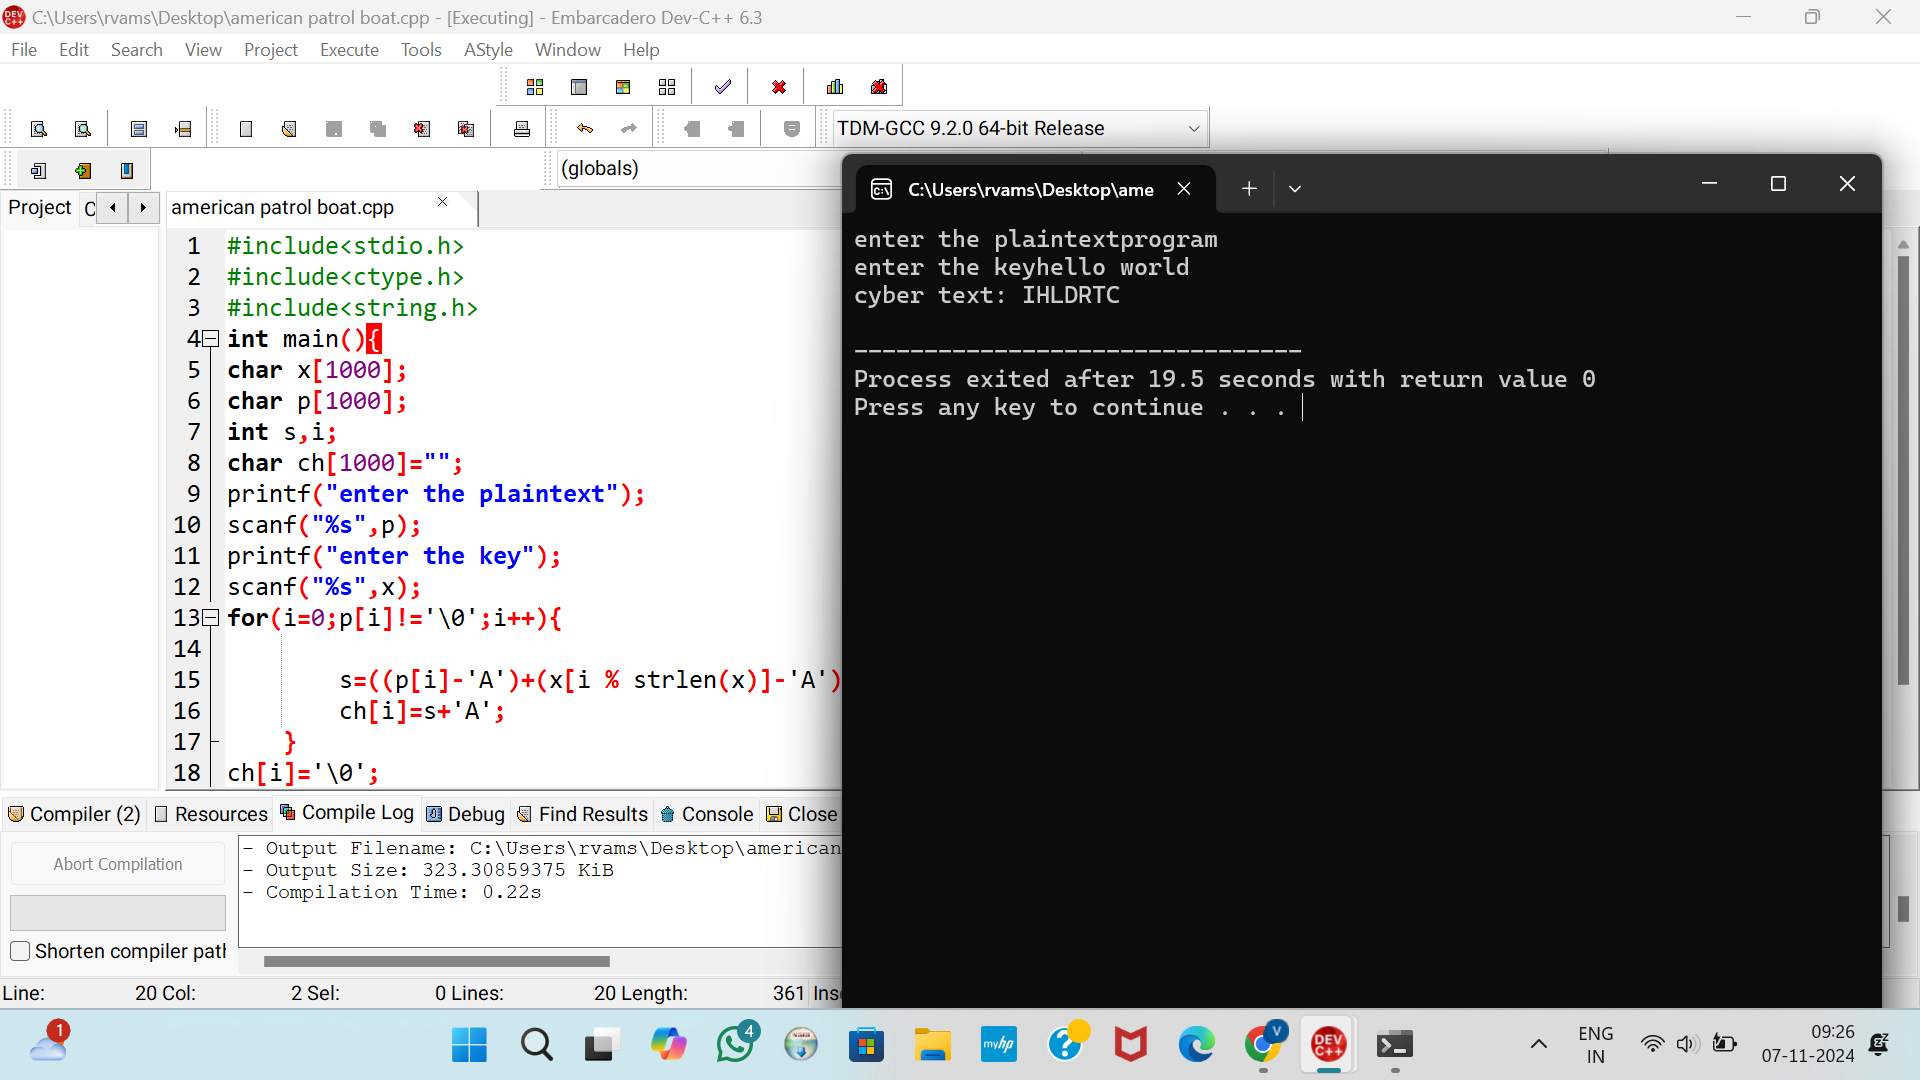 C:\Users\rvams\Desktop\american patrol boat.cpp - [Executing] - Embarcadero Dev-C++ 6.3
File Edit Search View Project Execute Tools AStyle Window Help
TDM-GCC 9.2.0 64-bit Release
(globals)
Project C
american patrol boat.cpp
1 #include<stdio.h>
2 #include<ctype.h>
3 #include<string.h>
4 int main(){
5 char x[1000];
6 char p[1000];
7 int s,i;
8 char ch[1000]="";
9 printf("enter the plaintext");
10 scanf("%s",p);
11 printf("enter the key");
12 scanf("%s",x);
13 for(i=0;p[i]!='\0';i++){
14
15 s=((p[i]-'A')+(x[i % strlen(x)]-'A')
16 ch[i]=s+'A';
17 }
18 ch[i]='\0';
C:\Users\rvams\Desktop\ame
enter the plaintextprogram
enter the keyhello world
cyber text: IHLDRTC
--------------------------------
Process exited after 19.5 seconds with return value 0
Press any key to continue . . .
Compiler (2) Resources Compile Log Debug Find Results Console Close
Abort Compilation
Shorten compiler path
- Output Filename: C:\Users\rvams\Desktop\american
- Output Size: 323.30859375 KiB
- Compilation Time: 0.22s
Line: 20 Col: 2 Sel: 0 Lines: 20 Length: 361 Ins
1
4
myhp
V
DEV C++
ENG
IN
09:26
07-11-2024